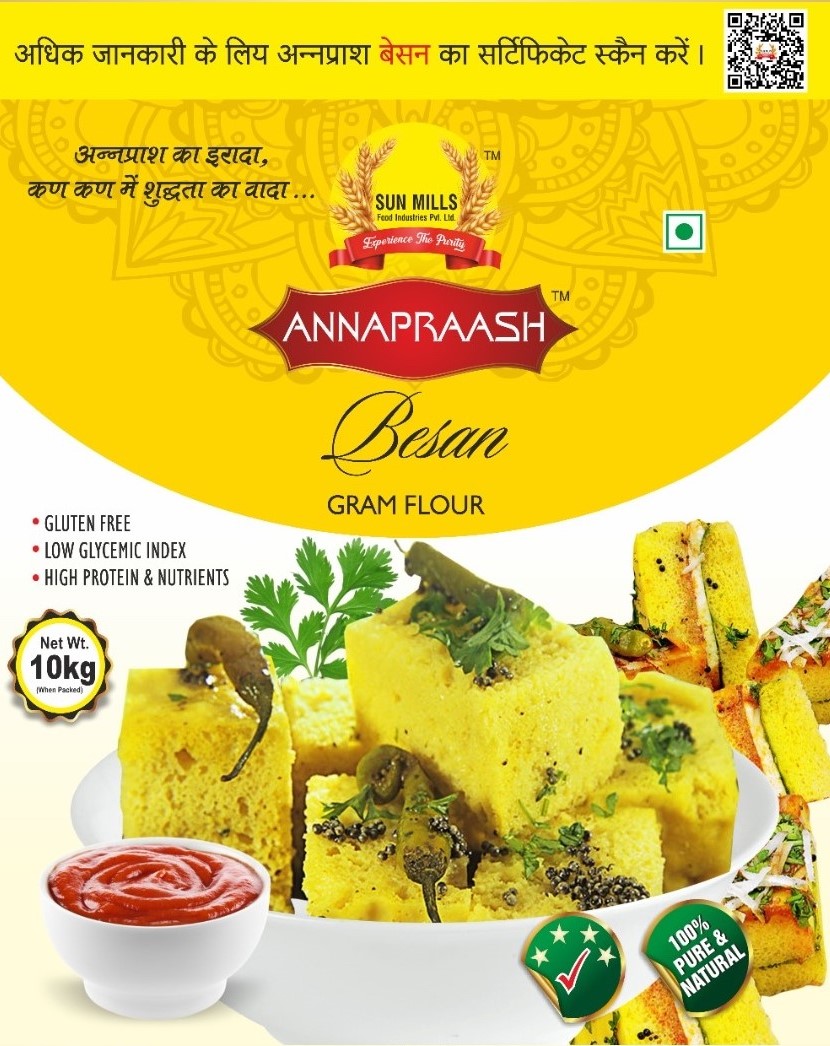 अधिक जानकारी के लिय अन्नप्राश बेसन का सर्टिफिकेट स्कैन करें।
अन्नप्राश का इरादा,
कण कण में शुद्धता का वादा ...
TM
SUN MILLS
Food Industries Pvt. Ltd.
Experience The Purity
TM
ANNAPRAASH
Besan
GRAM FLOUR
• GLUTEN FREE
• LOW GLYCEMIC INDEX
• HIGH PROTEIN & NUTRIENTS
Net Wt.
10kg
(When Packed)
100%
PURE &
NATURAL